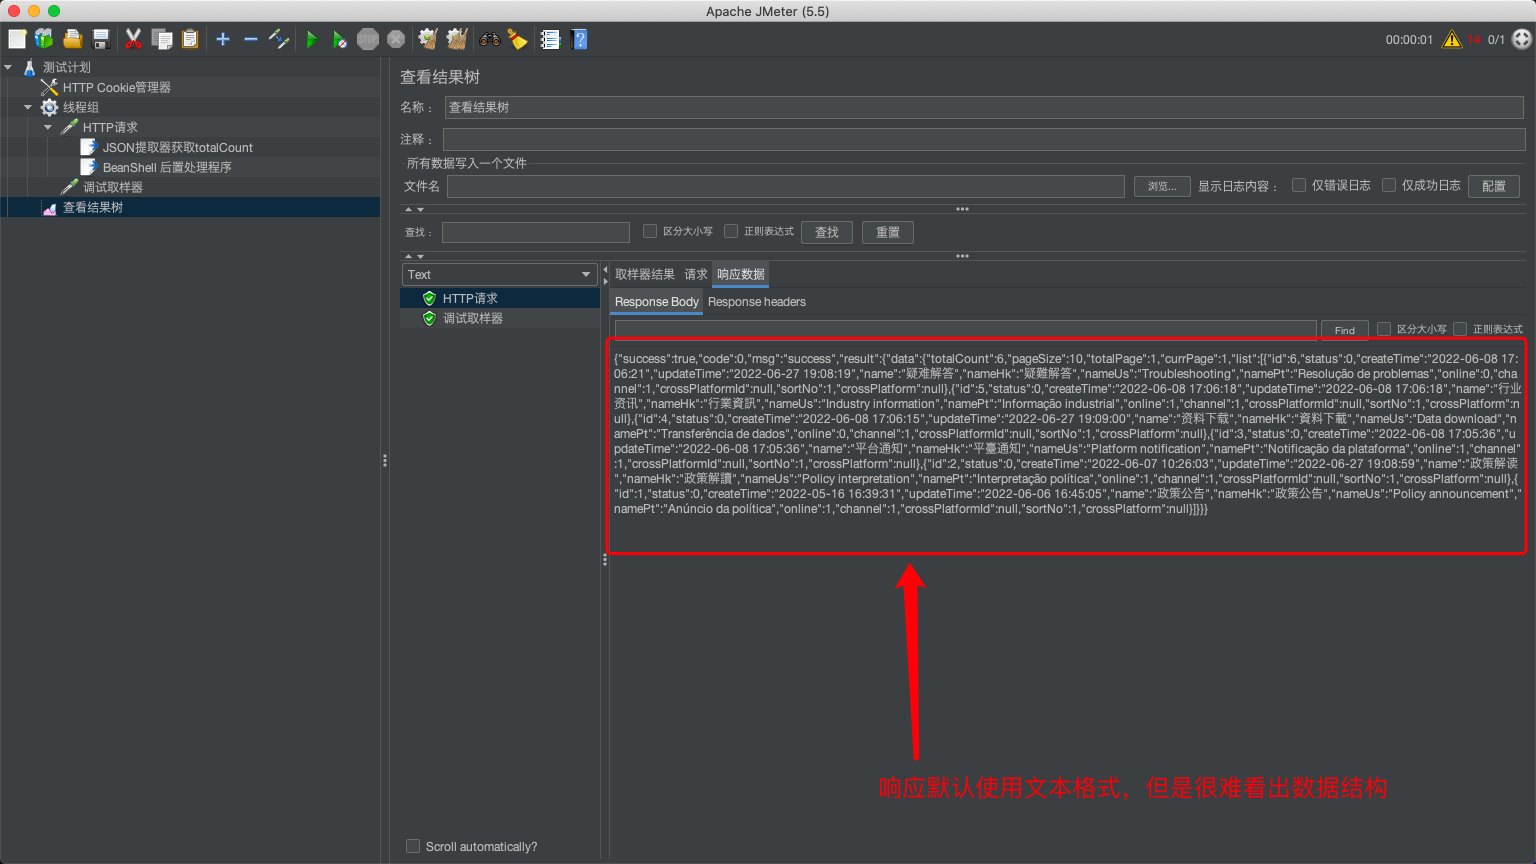 Apache JMeter (5.5)
STOP
00:00:01 14 0/1
测试计划
HTTP Cookie管理器
线程组
HTTP请求
JSON提取器获取totalCount
BeanShell 后置处理程序
调试取样器
查看结果树
查看结果树
名称： 查看结果树
注释：
所有数据写入一个文件
文件名 浏览... 显示日志内容： 仅错误日志 仅成功日志 配置
查找： 区分大小写 正则表达式 查找 重置
Text
HTTP请求
调试取样器
取样器结果 请求 响应数据
Response Body Response headers
Find 区分大小写 正则表达式
{"success":true,"code":0,"msg":"success","result":{"data":{"totalCount":6,"pageSize":10,"totalPage":1,"currPage":1,"list":[{"id":6,"status":0,"createTime":"2022-06-08 17:
06:21","updateTime":"2022-06-27 19:08:19","name":"疑难解答","nameHk":"疑難解答","nameUs":"Troubleshooting","namePt":"Resolução de problemas","online":0,"chan
nel":1,"crossPlatformId":null,"sortNo":1,"crossPlatform":null},{"id":5,"status":0,"createTime":"2022-06-08 17:06:18","updateTime":"2022-06-08 17:06:18","name":"行业
资讯","nameHk":"行業資訊","nameUs":"Industry information","namePt":"Informação industrial","online":1,"channel":1,"crossPlatformId":null,"sortNo":1,"crossPlatform":n
ull},{"id":4,"status":0,"createTime":"2022-06-08 17:06:15","updateTime":"2022-06-27 19:09:00","name":"资料下载","nameHk":"資料下載","nameUs":"Data download","n
amePt":"Transferência de dados","online":0,"channel":1,"crossPlatformId":null,"sortNo":1,"crossPlatform":null},{"id":3,"status":0,"createTime":"2022-06-08 17:05:36","u
pdateTime":"2022-06-08 17:05:36","name":"平台通知","nameHk":"平臺通知","nameUs":"Platform notification","namePt":"Notificação da plataforma","online":1,"channel
":1,"crossPlatformId":null,"sortNo":1,"crossPlatform":null},{"id":2,"status":0,"createTime":"2022-06-07 10:26:03","updateTime":"2022-06-27 19:08:59","name":"政策解读
","nameHk":"政策解讀","nameUs":"Policy interpretation","namePt":"Interpretação política","online":1,"channel":1,"crossPlatformId":null,"sortNo":1,"crossPlatform":null},{
"id":1,"status":0,"createTime":"2022-05-16 16:39:31","updateTime":"2022-06-06 16:45:05","name":"政策公告","nameHk":"政策公告","nameUs":"Policy announcement","
namePt":"Anúncio da política","online":1,"channel":1,"crossPlatformId":null,"sortNo":1,"crossPlatform":null}]}}}
响应默认使用文本格式，但是很难看出数据结构
Scroll automatically?